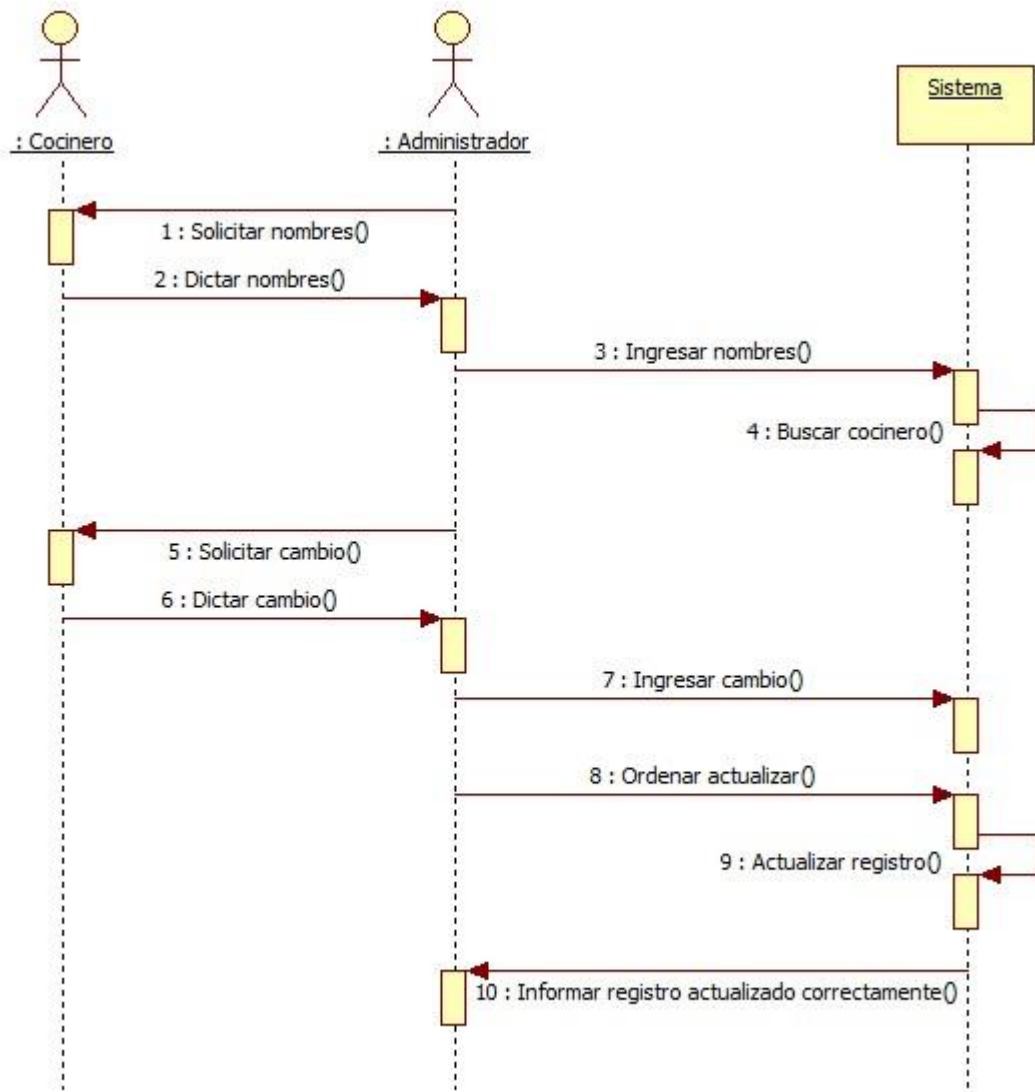 Sistema
: Cocinero
: Administrador
1 : Solicitar nombres()
2 : Dictar nombres()
3 : Ingresar nombres()
4 : Buscar cocinero()
5 : Solicitar cambio()
6 : Dictar cambio()
7 : Ingresar cambio()
8 : Ordenar actualizar()
9 : Actualizar registro()
10 : Informar registro actualizado correctamente()